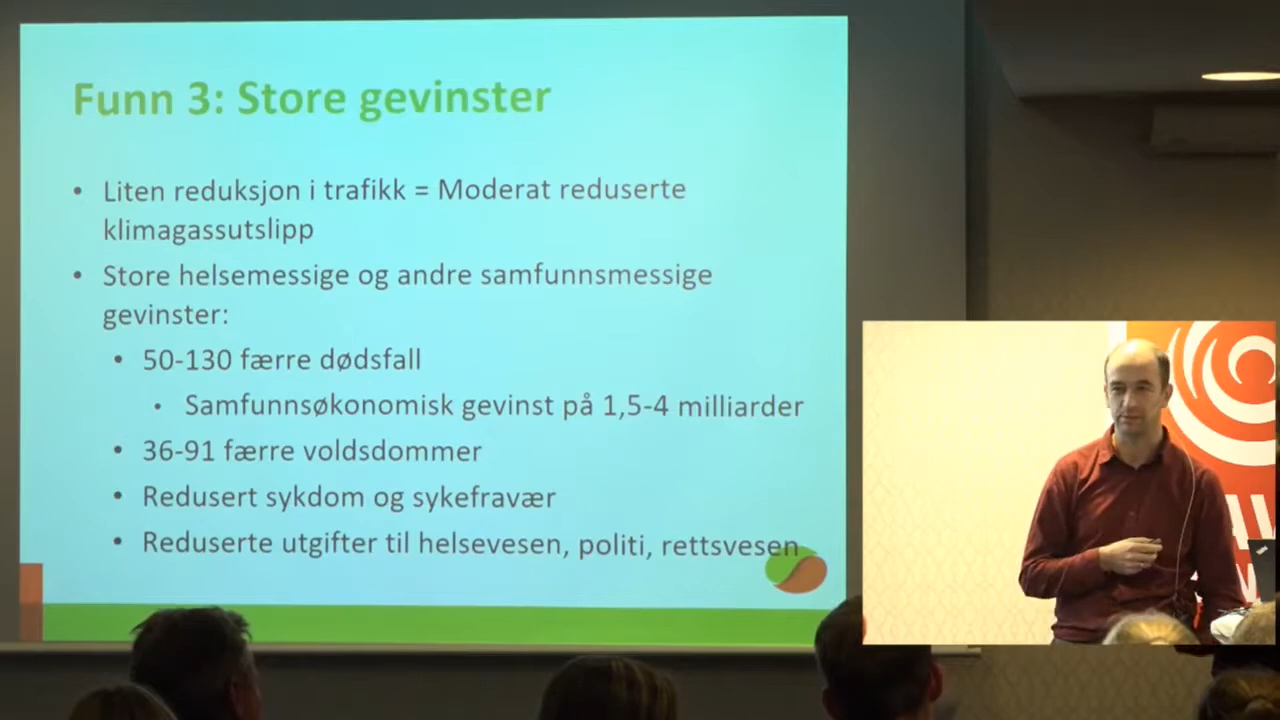 Funn 3: Store gevinster
• Liten reduksjon i trafikk = Moderat reduserte
klimagassutslipp
• Store helsemessige og andre samfunnsmessige
gevinster:
• 50-130 færre dødsfall
• Samfunnsøkonomisk gevinst på 1,5-4 milliarder
• 36-91 færre voldsdommer
• Redusert sykdom og sykefravær
• Reduserte utgifter til helsevesen, politi, rettsvesen